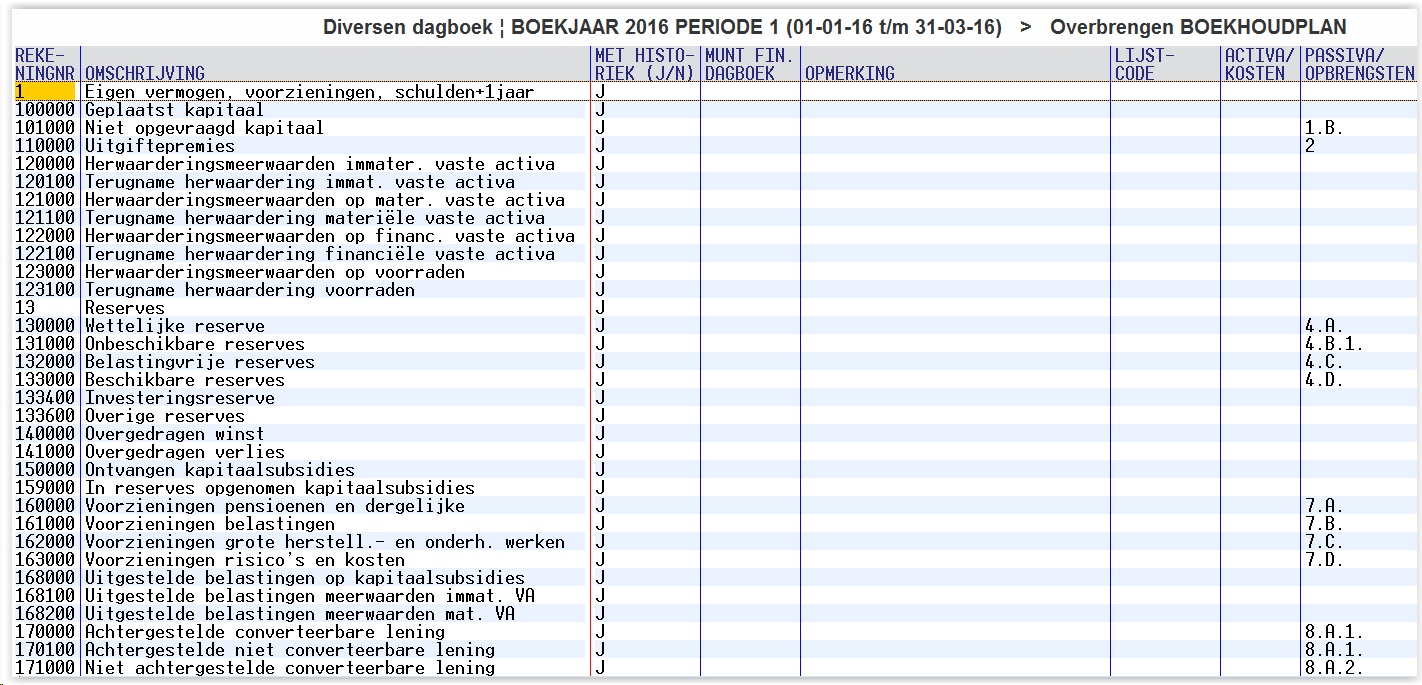 Diversen dagboek ¦ BOEKJAAR 2016 PERIODE 1 (01-01-16 t/m 31-03-16) > Overbrengen BOEKHOUDPLAN
REKE- MET HISTO- MUNT FIN. LIJST- ACTIVA/ PASSIVA/
NINGNR OMSCHRIJVING RIEK (J/N) DAGBOEK OPMERKING CODE KOSTEN OPBRENGSTEN
1 Eigen vermogen, voorzieningen, schulden+1jaar J
100000 Geplaatst kapitaal J
101000 Niet opgevraagd kapitaal J 1.B.
110000 Uitgiftepremies J 2
120000 Herwaarderingsmeerwaarden immater. vaste activa J
120100 Terugname herwaardering immat. vaste activa J
121000 Herwaarderingsmeerwaarden op mater. vaste activa J
121100 Terugname herwaardering materiële vaste activa J
122000 Herwaarderingsmeerwaarden op financ. vaste activa J
122100 Terugname herwaardering financiële vaste activa J
123000 Herwaarderingsmeerwaarden op voorraden J
123100 Terugname herwaardering voorraden J
13 Reserves J
130000 Wettelijke reserve J 4.A.
131000 Onbeschikbare reserves J 4.B.1.
132000 Belastingvrije reserves J 4.C.
133000 Beschikbare reserves J 4.D.
133400 Investeringsreserve J
133600 Overige reserves J
140000 Overgedragen winst J
141000 Overgedragen verlies J
150000 Ontvangen kapitaalsubsidies J
159000 In reserves opgenomen kapitaalsubsidies J
160000 Voorzieningen pensioenen en dergelijke J 7.A.
161000 Voorzieningen belastingen J 7.B.
162000 Voorzieningen grote herstell.- en onderh. werken J 7.C.
163000 Voorzieningen risico's en kosten J 7.D.
168000 Uitgestelde belastingen op kapitaalsubsidies J
168100 Uitgestelde belastingen meerwaarden immat. VA J
168200 Uitgestelde belastingen meerwaarden mat. VA J
170000 Achtergestelde converteerbare lening J 8.A.1.
170100 Achtergestelde niet converteerbare lening J 8.A.1.
171000 Niet achtergestelde converteerbare lening J 8.A.2.